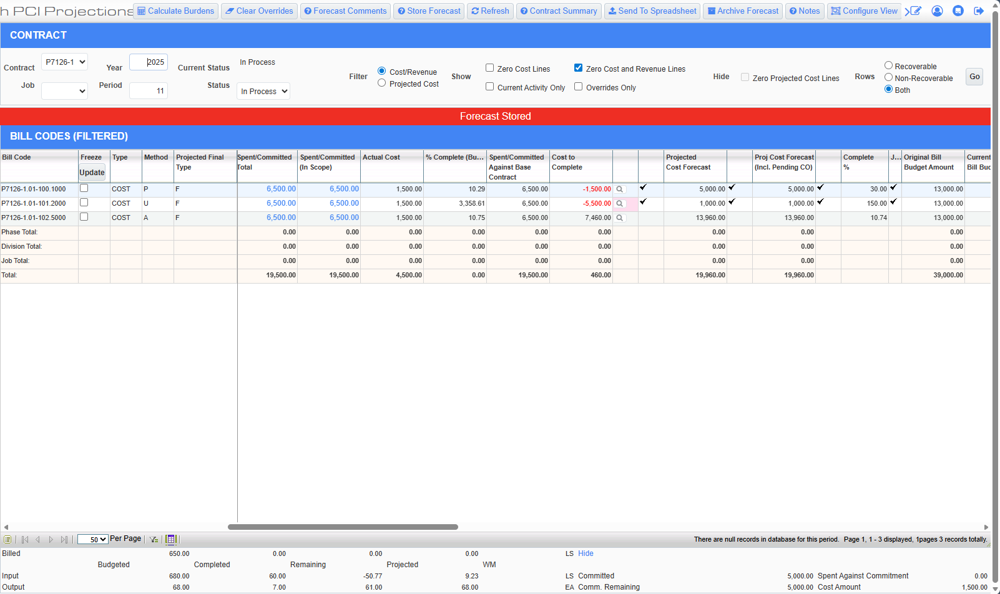 h PCI Projections Calculate Burdens Clear Overrides Forecast Comments Store Forecast Refresh Contract Summary Send To Spreadsheet Archive Forecast Notes Configure View
CONTRACT
Contract P7126-1 Year 2025 Current Status In Process
Job Period 11 Status In Process
Filter Cost/Revenue Projected Cost
Show Zero Cost Lines Zero Cost and Revenue Lines
Current Activity Only Overrides Only
Hide Zero Projected Cost Lines
Rows Recoverable Non-Recoverable Both Go
Forecast Stored
BILL CODES (FILTERED)
Bill Code Freeze Type Method Projected Final Type Spent/Committed Total Spent/Committed (In Scope) Actual Cost % Complete (Bu... Spent/Committed Against Base Contract Cost to Complete Projected Cost Forecast Proj Cost Forecast (Incl. Pending CO) Complete % J... Original Bill Budget Amount Current Bill Bud
Update
P7126-1.01-100.1000 COST P F 6,500.00 6,500.00 1,500.00 10.29 6,500.00 -1,500.00 5,000.00 5,000.00 30.00 13,000.00
P7126-1.01-101.2000 COST U F 6,500.00 6,500.00 1,500.00 3,358.61 6,500.00 -5,500.00 1,000.00 1,000.00 150.00 13,000.00
P7126-1.01-102.5000 COST A F 6,500.00 6,500.00 1,500.00 10.75 6,500.00 7,460.00 13,960.00 13,960.00 10.74 13,000.00
Phase Total: 0.00 0.00 0.00 0.00 0.00 0.00 0.00 0.00 0.00
Division Total: 0.00 0.00 0.00 0.00 0.00 0.00 0.00 0.00 0.00
Job Total: 0.00 0.00 0.00 0.00 0.00 0.00 0.00 0.00 0.00
Total: 19,500.00 19,500.00 4,500.00 0.00 19,500.00 460.00 19,960.00 19,960.00 39,000.00
50 Per Page There are null records in database for this period. Page 1, 1 - 3 displayed, 1pages 3 records totally.
Billed 650.00 0.00 0.00 0.00 LS Hide
Budgeted Completed Remaining Projected WM
Input 680.00 60.00 -50.77 9.23 LS Committed 5,000.00 Spent Against Commitment 0.00
Output 68.00 7.00 61.00 68.00 EA Comm. Remaining 5,000.00 Cost Amount 1,500.00